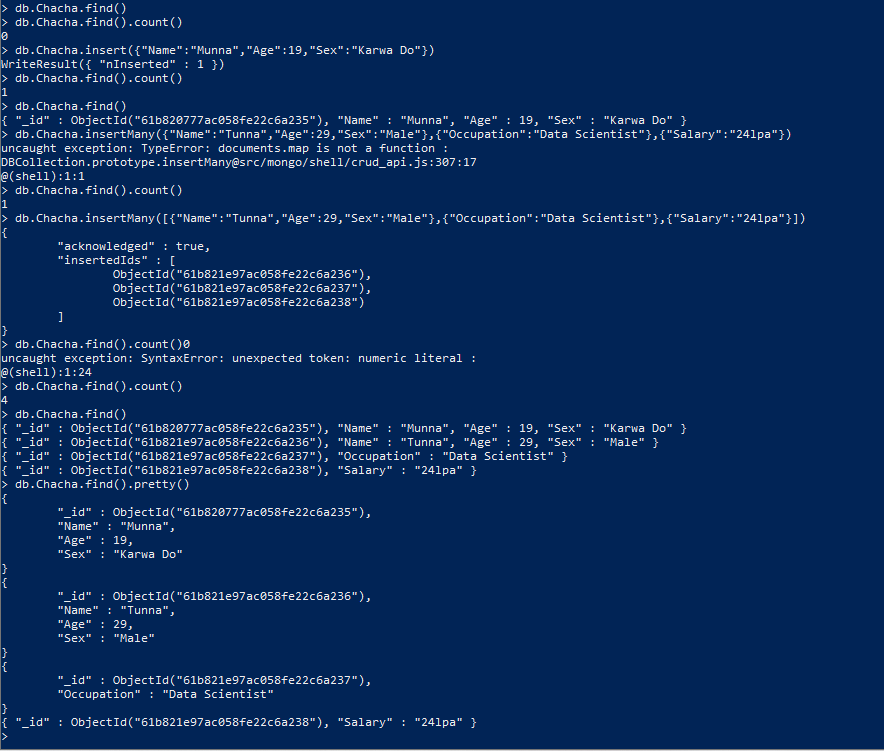 > db.Chacha.find()
> db.Chacha.find().count()
0
> db.Chacha.insert({"Name":"Munna","Age":19,"Sex":"Karwa Do"})
WriteResult({ "nInserted" : 1 })
> db.Chacha.find().count()
1
> db.Chacha.find()
{ "_id" : ObjectId("61b820777ac058fe22c6a235"), "Name" : "Munna", "Age" : 19, "Sex" : "Karwa Do" }
> db.Chacha.insertMany({"Name":"Tunna","Age":29,"Sex":"Male"},{"Occupation":"Data Scientist"},{"Salary":"24lpa"})
uncaught exception: TypeError: documents.map is not a function :
DBCollection.prototype.insertMany@src/mongo/shell/crud_api.js:307:17
@(shell):1:1
> db.Chacha.find().count()
1
> db.Chacha.insertMany([{"Name":"Tunna","Age":29,"Sex":"Male"},{"Occupation":"Data Scientist"},{"Salary":"24lpa"}])
{
        "acknowledged" : true,
        "insertedIds" : [
                ObjectId("61b821e97ac058fe22c6a236"),
                ObjectId("61b821e97ac058fe22c6a237"),
                ObjectId("61b821e97ac058fe22c6a238")
        ]
}
> db.Chacha.find().count()0
uncaught exception: SyntaxError: unexpected token: numeric literal :
@(shell):1:24
> db.Chacha.find().count()
4
> db.Chacha.find()
{ "_id" : ObjectId("61b820777ac058fe22c6a235"), "Name" : "Munna", "Age" : 19, "Sex" : "Karwa Do" }
{ "_id" : ObjectId("61b821e97ac058fe22c6a236"), "Name" : "Tunna", "Age" : 29, "Sex" : "Male" }
{ "_id" : ObjectId("61b821e97ac058fe22c6a237"), "Occupation" : "Data Scientist" }
{ "_id" : ObjectId("61b821e97ac058fe22c6a238"), "Salary" : "24lpa" }
> db.Chacha.find().pretty()
{
        "_id" : ObjectId("61b820777ac058fe22c6a235"),
        "Name" : "Munna",
        "Age" : 19,
        "Sex" : "Karwa Do"
}
{
        "_id" : ObjectId("61b821e97ac058fe22c6a236"),
        "Name" : "Tunna",
        "Age" : 29,
        "Sex" : "Male"
}
{
        "_id" : ObjectId("61b821e97ac058fe22c6a237"),
        "Occupation" : "Data Scientist"
}
{ "_id" : ObjectId("61b821e97ac058fe22c6a238"), "Salary" : "24lpa" }
>